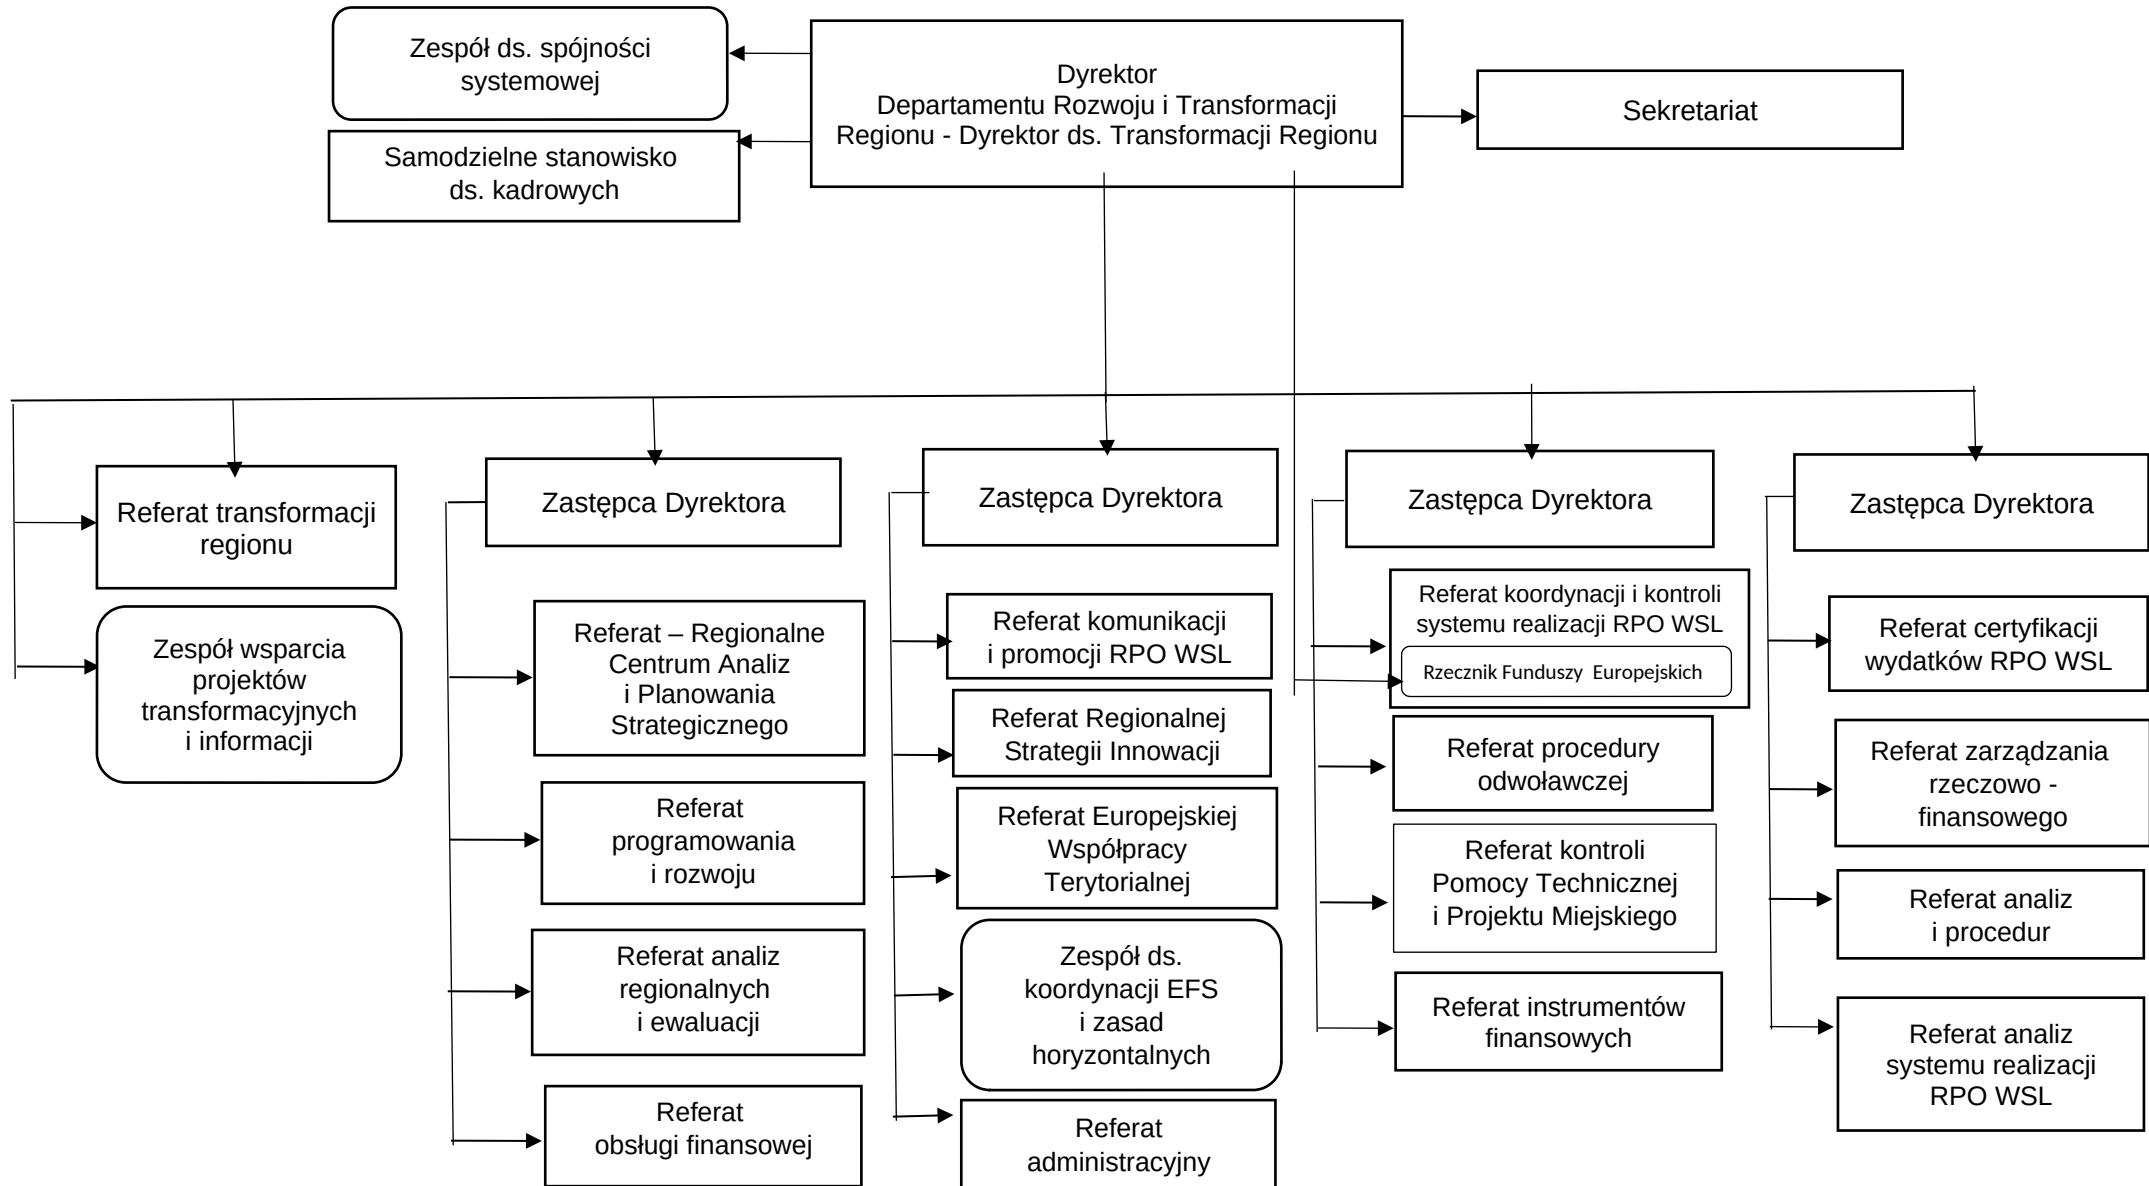 Zespół ds. spójności
systemowej
Dyrektor
Departamentu Rozwoju i Transformacji
Regionu - Dyrektor ds. Transformacji Regionu
Sekretariat
Samodzielne stanowisko
ds. kadrowych
Referat transformacji
regionu
Zespół wsparcia
projektów
transformacyjnych
i informacji
Zastępca Dyrektora
Referat – Regionalne
Centrum Analiz
i Planowania
Strategicznego
Referat
programowania
i rozwoju
Referat analiz
regionalnych
i ewaluacji
Referat
obsługi finansowej
Zastępca Dyrektora
Referat komunikacji
i promocji RPO WSL
Referat Regionalnej
Strategii Innowacji
Referat Europejskiej
Współpracy
Terytorialnej
Zespół ds.
koordynacji EFS
i zasad
horyzontalnych
Referat
administracyjny
Zastępca Dyrektora
Referat koordynacji i kontroli
systemu realizacji RPO WSL
Rzecznik Funduszy Europejskich
Referat procedury
odwoławczej
Referat kontroli
Pomocy Technicznej
i Projektu Miejskiego
Referat instrumentów
finansowych
Zastępca Dyrektora
Referat certyfikacji
wydatków RPO WSL
Referat zarządzania
rzeczowo -
finansowego
Referat analiz
i procedur
Referat analiz
systemu realizacji
RPO WSL